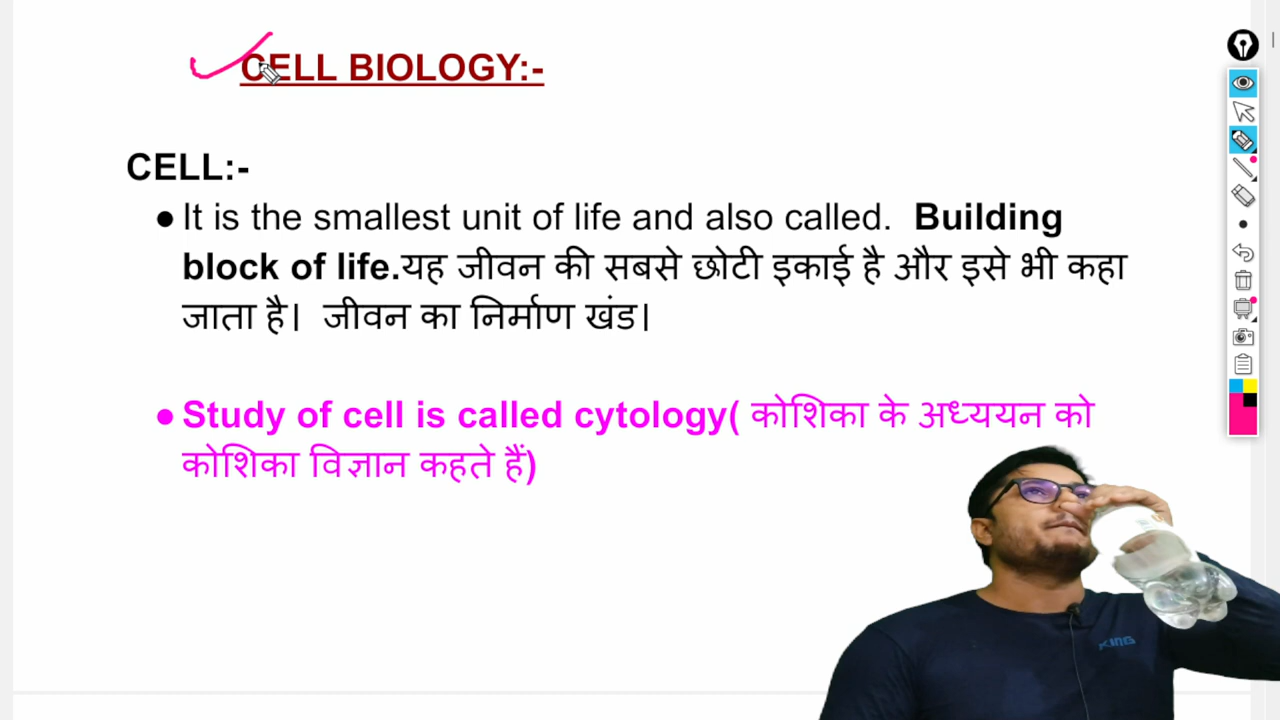 CELL BIOLOGY:-
CELL:-
● It is the smallest unit of life and also called.  Building
block of life.यह जीवन की सबसे छोटी इकाई है और इसे भी कहा
जाता है।  जीवन का निर्माण खंड।
● Study of cell is called cytology( कोशिका के अध्ययन को
कोशिका विज्ञान कहते हैं)
KING